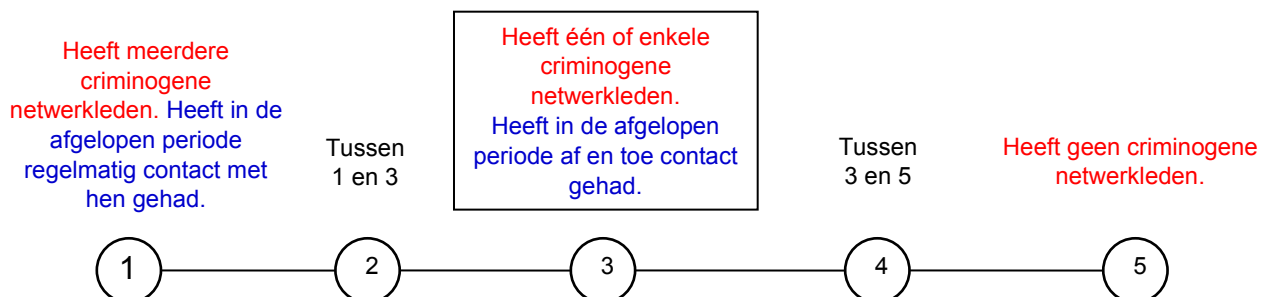 Heeft meerdere
criminogene
netwerkleden. Heeft in de
afgelopen periode
regelmatig contact met
hen gehad.
Tussen
1 en 3
Heeft één of enkele
criminogene
netwerkleden.
Heeft in de afgelopen
periode af en toe contact
gehad.
Tussen
3 en 5
Heeft geen criminogene
netwerkleden.
1
2
3
4
5